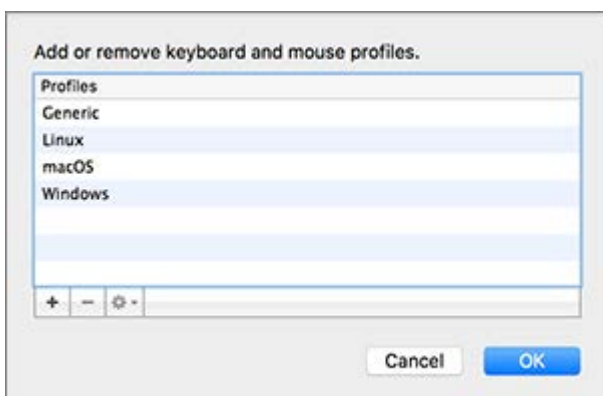 Add or remove keyboard and mouse profiles.
Profiles
Generic
Linux
macOS
Windows
+ -
Cancel OK